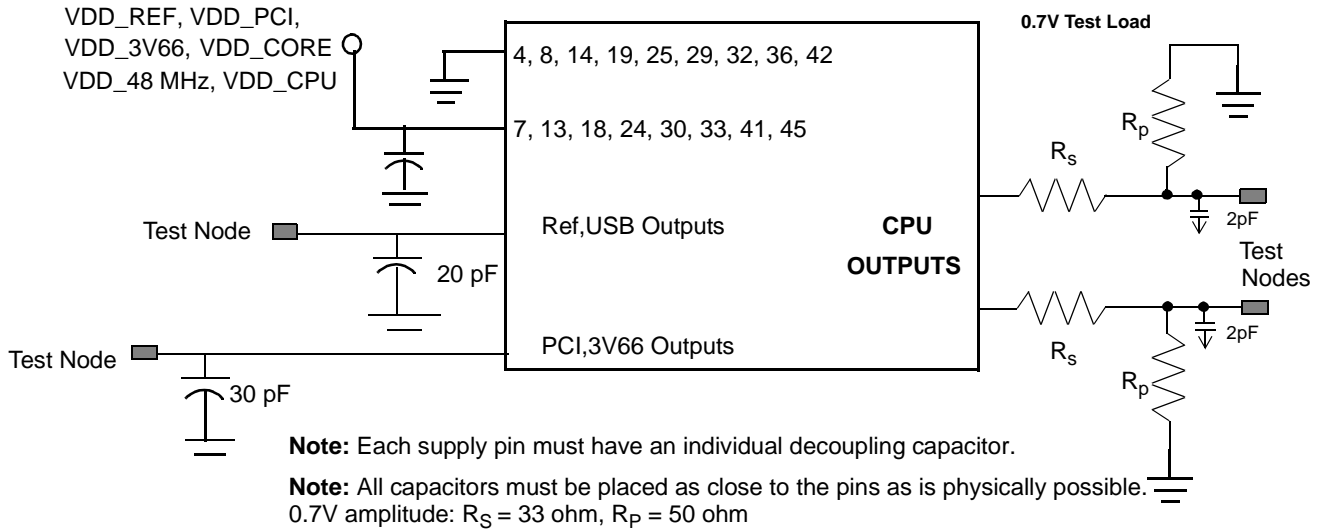 VDD_REF, VDD_PCI,
VDD_3V66, VDD_CORE
VDD_48 MHz, VDD_CPU
4, 8, 14, 19, 25, 29, 32, 36, 42
7, 13, 18, 24, 30, 33, 41, 45
0.7V Test Load
Rp
Rs
2pF
Test Node
Ref,USB Outputs
20 pF
CPU
OUTPUTS
Test
Nodes
Rs
2pF
Rp
Test Node
PCI,3V66 Outputs
30 pF
Note: Each supply pin must have an individual decoupling capacitor.
Note: All capacitors must be placed as close to the pins as is physically possible.
0.7V amplitude: RS = 33 ohm, RP = 50 ohm